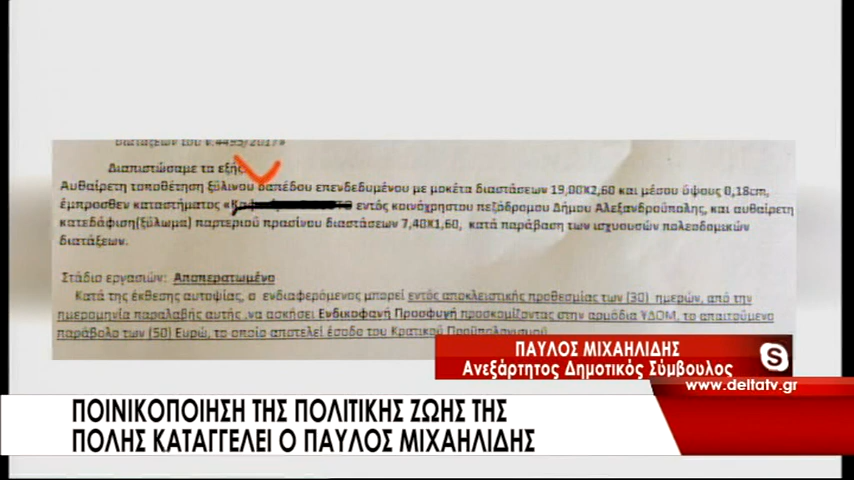 διατάξεων του ν.4495/2017»
Διαπιστώσαμε τα εξής:
Αυθαίρετη τοποθέτηση ξύλινου δαπέδου επενδεδυμένου με μοκέτα διαστάσεων 19,00Χ2,60 και μέσου ύψους 0,18cm,
έμπροσθεν καταστήματος « εντός κοινόχρηστου πεζόδρομου Δήμου Αλεξανδρούπολης, και αυθαίρετη
κατεδάφιση(ξύλωμα) παρτεριού πρασίνου διαστάσεων 7,40Χ1,60, κατά παράβαση των ισχυουσών πολεοδομικών
διατάξεων.
Στάδιο εργασιών: Αποπερατωμένο
Κατά της έκθεσης αυτοψίας, ο ενδιαφερόμενος μπορεί εντός αποκλειστικής προθεσμίας των (30) ημερών, από την
ημερομηνία παραλαβής αυτής ,να ασκήσει Ενδικοφανή Προσφυγή προσκομίζοντας στην αρμόδια ΥΔΟΜ, το απαιτούμενο
παράβολο των (50) Ευρώ, το οποίο αποτελεί έσοδο του Κρατικού Προϋπολογισμού
ΠΑΥΛΟΣ ΜΙΧΑΗΛΙΔΗΣ
Ανεξάρτητος Δημοτικός Σύμβουλος
www.deltatv.gr
ΠΟΙΝΙΚΟΠΟΙΗΣΗ ΤΗΣ ΠΟΛΙΤΙΚΗΣ ΖΩΗΣ ΤΗΣ
ΠΟΛΗΣ ΚΑΤΑΓΓΕΛΕΙ Ο ΠΑΥΛΟΣ ΜΙΧΑΗΛΙΔΗΣ